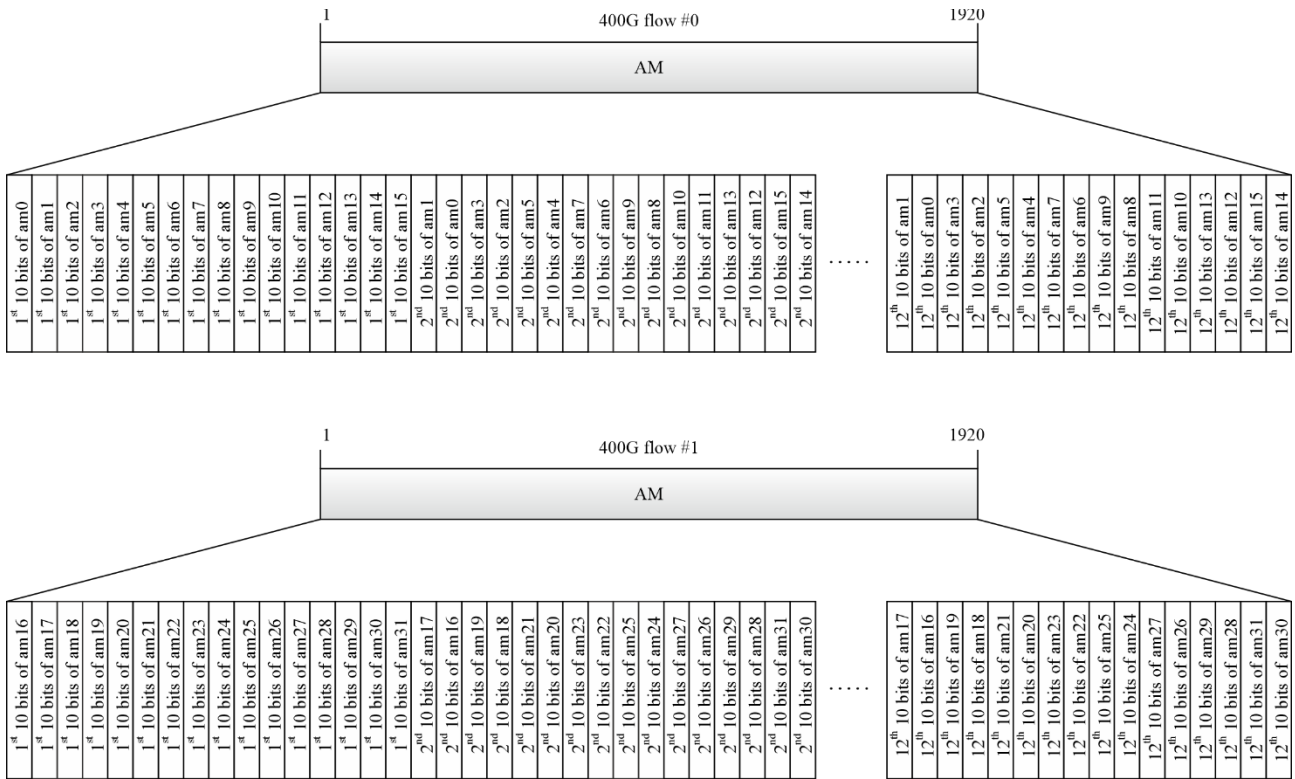 1
400G flow #0
1920
AM
1st 10 bits of am0
1st 10 bits of am1
1st 10 bits of am2
1st 10 bits of am3
1st 10 bits of am4
1st 10 bits of am5
1st 10 bits of am6
1st 10 bits of am7
1st 10 bits of am8
1st 10 bits of am9
1st 10 bits of am10
1st 10 bits of am11
1st 10 bits of am12
1st 10 bits of am13
1st 10 bits of am14
1st 10 bits of am15
2nd 10 bits of am1
2nd 10 bits of am0
2nd 10 bits of am3
2nd 10 bits of am2
2nd 10 bits of am5
2nd 10 bits of am4
2nd 10 bits of am7
2nd 10 bits of am6
2nd 10 bits of am9
2nd 10 bits of am8
2nd 10 bits of am10
2nd 10 bits of am11
2nd 10 bits of am13
2nd 10 bits of am12
2nd 10 bits of am15
2nd 10 bits of am14
.....
12th 10 bits of am1
12th 10 bits of am0
12th 10 bits of am3
12th 10 bits of am2
12th 10 bits of am5
12th 10 bits of am4
12th 10 bits of am7
12th 10 bits of am6
12th 10 bits of am9
12th 10 bits of am8
12th 10 bits of am11
12th 10 bits of am10
12th 10 bits of am13
12th 10 bits of am12
12th 10 bits of am15
12th 10 bits of am14
1
400G flow #1
1920
AM
1st 10 bits of am16
1st 10 bits of am17
1st 10 bits of am18
1st 10 bits of am19
1st 10 bits of am20
1st 10 bits of am21
1st 10 bits of am22
1st 10 bits of am23
1st 10 bits of am24
1st 10 bits of am25
1st 10 bits of am26
1st 10 bits of am27
1st 10 bits of am28
1st 10 bits of am29
1st 10 bits of am30
1st 10 bits of am31
2nd 10 bits of am17
2nd 10 bits of am16
2nd 10 bits of am19
2nd 10 bits of am18
2nd 10 bits of am21
2nd 10 bits of am20
2nd 10 bits of am23
2nd 10 bits of am22
2nd 10 bits of am25
2nd 10 bits of am24
2nd 10 bits of am27
2nd 10 bits of am26
2nd 10 bits of am29
2nd 10 bits of am28
2nd 10 bits of am31
2nd 10 bits of am30
.....
12th 10 bits of am17
12th 10 bits of am16
12th 10 bits of am19
12th 10 bits of am18
12th 10 bits of am21
12th 10 bits of am20
12th 10 bits of am23
12th 10 bits of am22
12th 10 bits of am25
12th 10 bits of am24
12th 10 bits of am27
12th 10 bits of am26
12th 10 bits of am29
12th 10 bits of am28
12th 10 bits of am31
12th 10 bits of am30